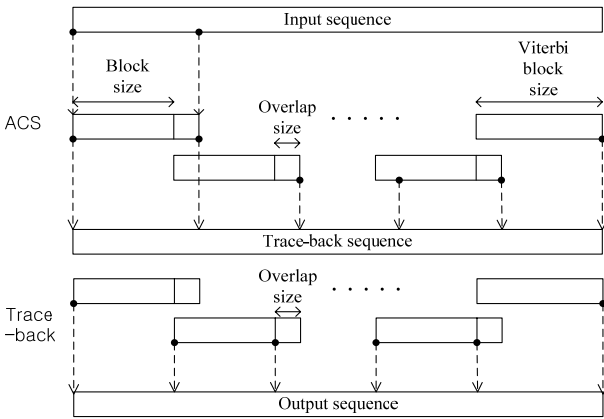 Input sequence
Block
size
Viterbi
block
size
Overlap
size
. . . . .
ACS
Trace-back sequence
Overlap
size
. . . . .
Trace
-back
Output sequence